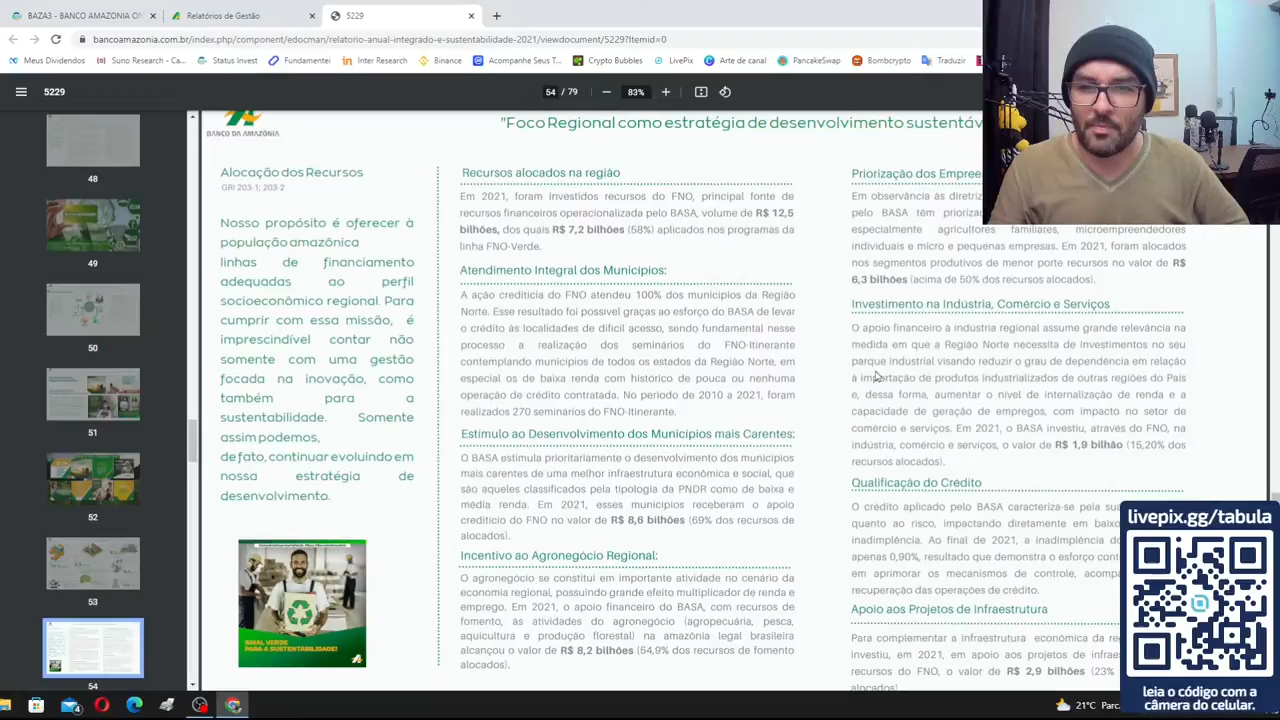 BAZA3 - BANCO AMAZONIA ON
Relatórios de Gestão
5229
bancoamazonia.com.br/index.php/component/edocman/relatorio-anual-integrado-e-sustentabilidade-2021/viewdocument/5229?Itemid=0
Meus Dividendos
Suno Research - Ca...
Status Invest
Fundamentei
Inter Research
Binance
Acompanhe Seus T...
Crypto Bubbles
LivePix
Arte de canal
PancakeSwap
Bombcrypto
Traduzir
5229
54 / 79
83%
48
49
50
51
52
53
54
BANCO DA AMAZÔNIA
"Foco Regional como estratégia de desenvolvimento sustentáv
Alocação dos Recursos
GRI 203-1; 203-2
Nosso propósito é oferecer à
população amazônica
linhas de financiamento
adequadas ao perfil
socioeconômico regional. Para
cumprir com essa missão, é
imprescindível contar não
somente com uma gestão
focada na inovação, como
também para a
sustentabilidade. Somente
assim podemos,
de fato, continuar evoluindo em
nossa estratégia de
desenvolvimento.
SINAL VERDE
PARA A SUSTENTABILIDADE!
Recursos alocados na região
Em 2021, foram investidos recursos do FNO, principal fonte de
recursos financeiros operacionalizada pelo BASA, volume de R$ 12,5
bilhões, dos quais R$ 7,2 bilhões (58%) aplicados nos programas da
linha FNO-Verde.
Atendimento Integral dos Municípios:
A ação creditícia do FNO atendeu 100% dos municípios da Região
Norte. Esse resultado foi possível graças ao esforço do BASA de levar
o crédito às localidades de difícil acesso, sendo fundamental nesse
processo a realização dos seminários do FNO-Itinerante
contemplando municípios de todos os estados da Região Norte, em
especial os de baixa renda com histórico de pouca ou nenhuma
operação de crédito contratada. No período de 2010 a 2021, foram
realizados 270 seminários do FNO-Itinerante.
Estímulo ao Desenvolvimento dos Municípios mais Carentes:
O BASA estimula prioritariamente o desenvolvimento dos municípios
mais carentes de uma melhor infraestrutura econômica e social, que
são aqueles classificados pela tipologia da PNDR como de baixa e
média renda. Em 2021, esses municípios receberam o apoio
creditício do FNO no valor de R$ 8,6 bilhões (69% dos recursos de
alocados).
Incentivo ao Agronegócio Regional:
O agronegócio se constitui em importante atividade no cenário da
economia regional, possuindo grande efeito multiplicador de renda e
emprego. Em 2021, o apoio financeiro do BASA, com recursos de
fomento, às atividades do agronegócio (agropecuária, pesca,
aquicultura e produção florestal) na amazônia legal brasileira
alcançou o valor de R$ 8,2 bilhões (64,9% dos recursos de fomento
alocados).
Priorização dos Empree
Em observância às diretriz
pelo BASA têm priorizad
especialmente agricultores familiares, microempreendedores
individuais e micro e pequenas empresas. Em 2021, foram alocados
nos segmentos produtivos de menor porte recursos no valor de R$
6,3 bilhões (acima de 50% dos recursos alocados).
Investimento na Indústria, Comércio e Serviços
O apoio financeiro à indústria regional assume grande relevância na
medida em que a Região Norte necessita de investimentos no seu
parque industrial visando reduzir o grau de dependência em relação
à importação de produtos industrializados de outras regiões do País
e, dessa forma, aumentar o nível de internalização de renda e a
capacidade de geração de empregos, com impacto no setor de
comércio e serviços. Em 2021, o BASA investiu, através do FNO, na
indústria, comércio e serviços, o valor de R$ 1,9 bilhão (15,20% dos
recursos alocados).
Qualificação do Crédito
O crédito aplicado pelo BASA caracteriza-se pela sua
quanto ao risco, impactando diretamente em baixo
inadimplência. Ao final de 2021, a inadimplência do
apenas 0,90%, resultado que demonstra o esforço cont
em aprimorar os mecanismos de controle, acompa
recuperação das operações de crédito.
Apoio aos Projetos de Infraestrutura
Para complementar a infraestrutura econômica da re
investiu, em 2021, em apoio aos projetos de infrae
recursos do FNO, o valor de R$ 2,9 bilhões (23%
alocados)
livepix.gg/tabula
leia o código com a
câmera do celular.
21°C Parc.